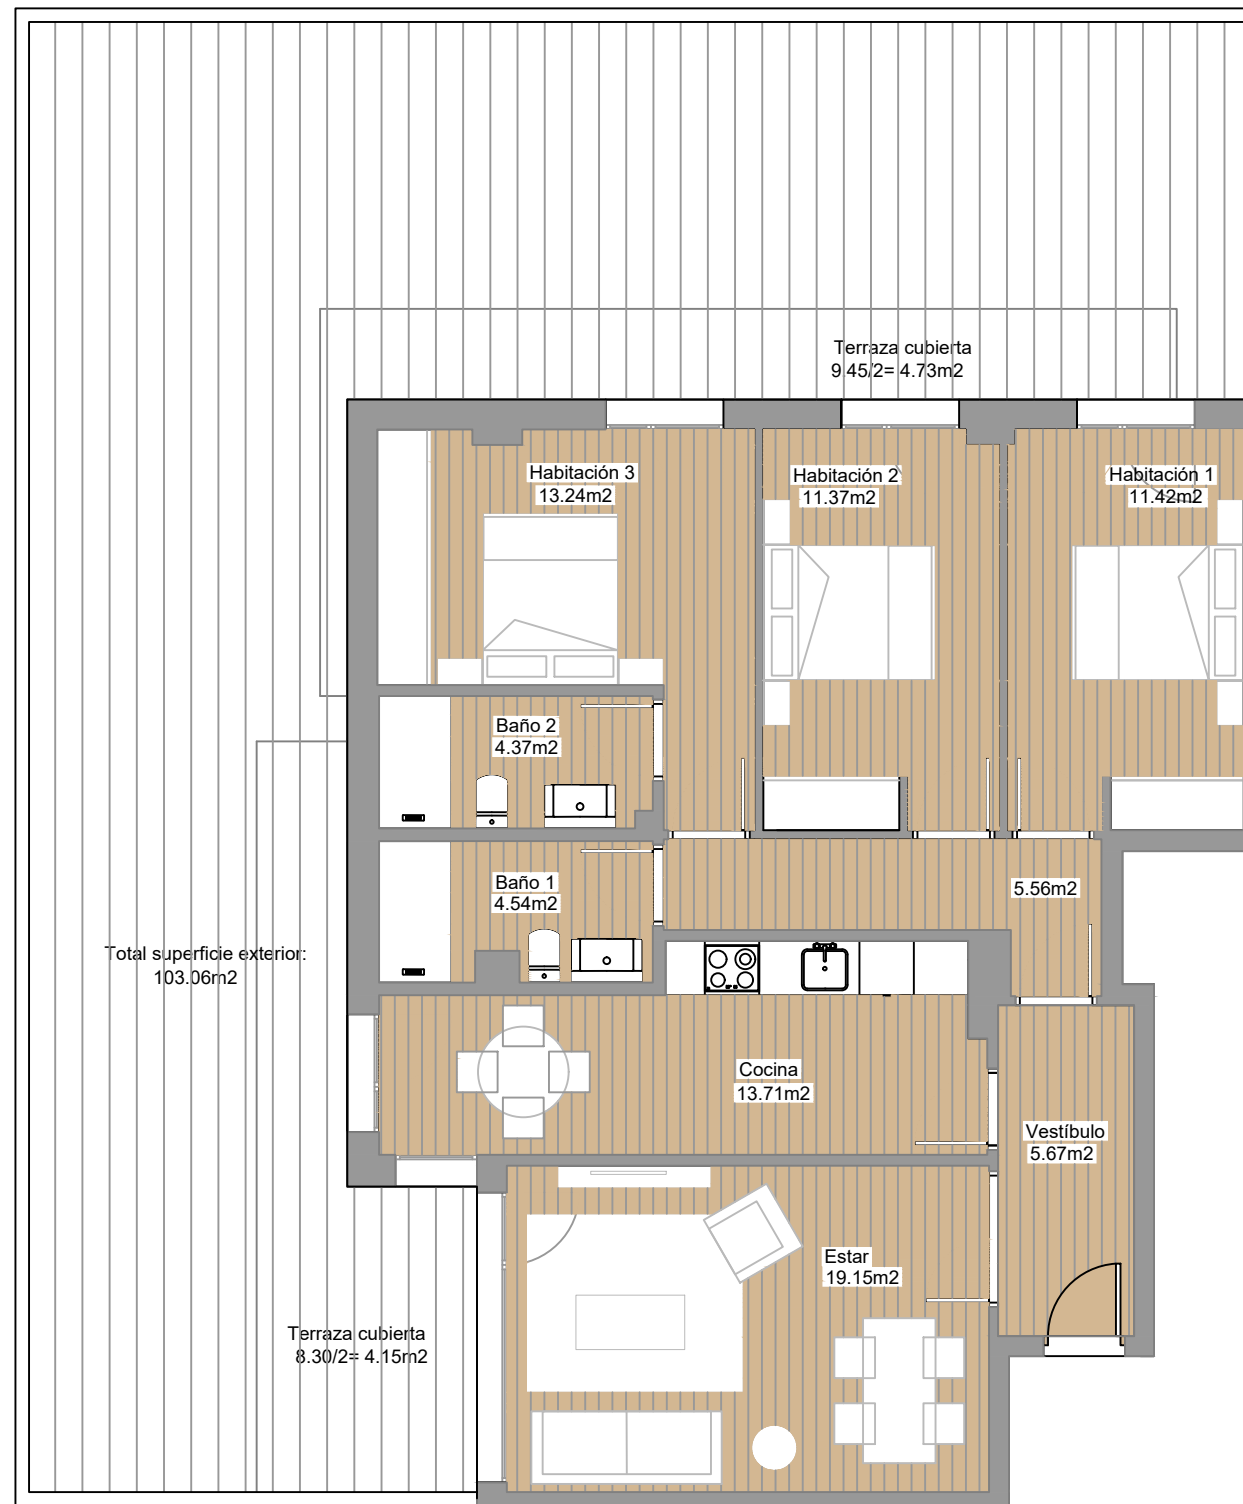 Terraza cubierta
9.45/2= 4.73m2
Habitación 3
13.24m2
Habitación 2
11.37m2
Habitación 1
11.42m2
Baño 2
4.37m2
Baño 1
4.54m2
5.56m2
Total superficie exterior:
103.06m2
Cocina
13.71m2
Vestíbulo
5.67m2
Estar
19.15m2
Terraza cubierta
8.30/2= 4.15m2